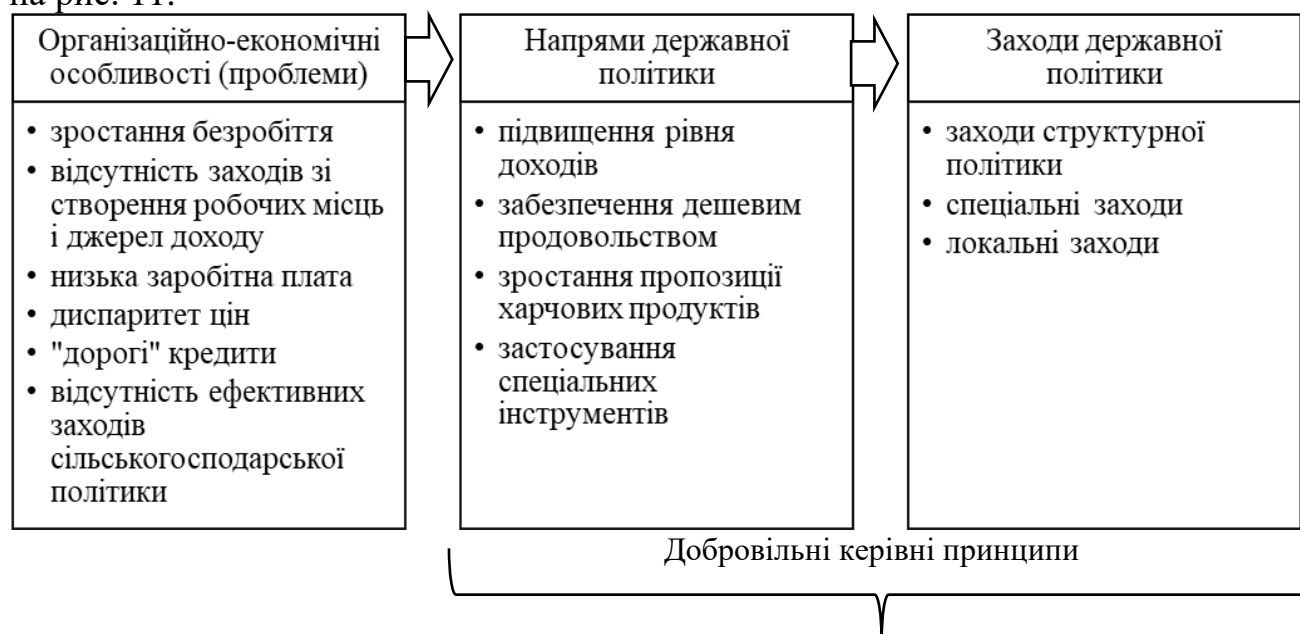 на рис. 11.
Організаційно-економічні
особливості (проблеми)
• зростання безробіття
• відсутність заходів зі
створення робочих місць
і джерел доходу
• низька заробітна плата
• диспаритет цін
• "дорогі" кредити
• відсутність ефективних
заходів
сільськогосподарської
політики
Напрями державної
політики
• підвищення рівня
доходів
• забезпечення дешевим
продовольством
• зростання пропозиції
харчових продуктів
• застосування
спеціальних
інструментів
Заходи державної
політики
• заходи структурної
політики
• спеціальні заходи
• локальні заходи
Добровільні керівні принципи